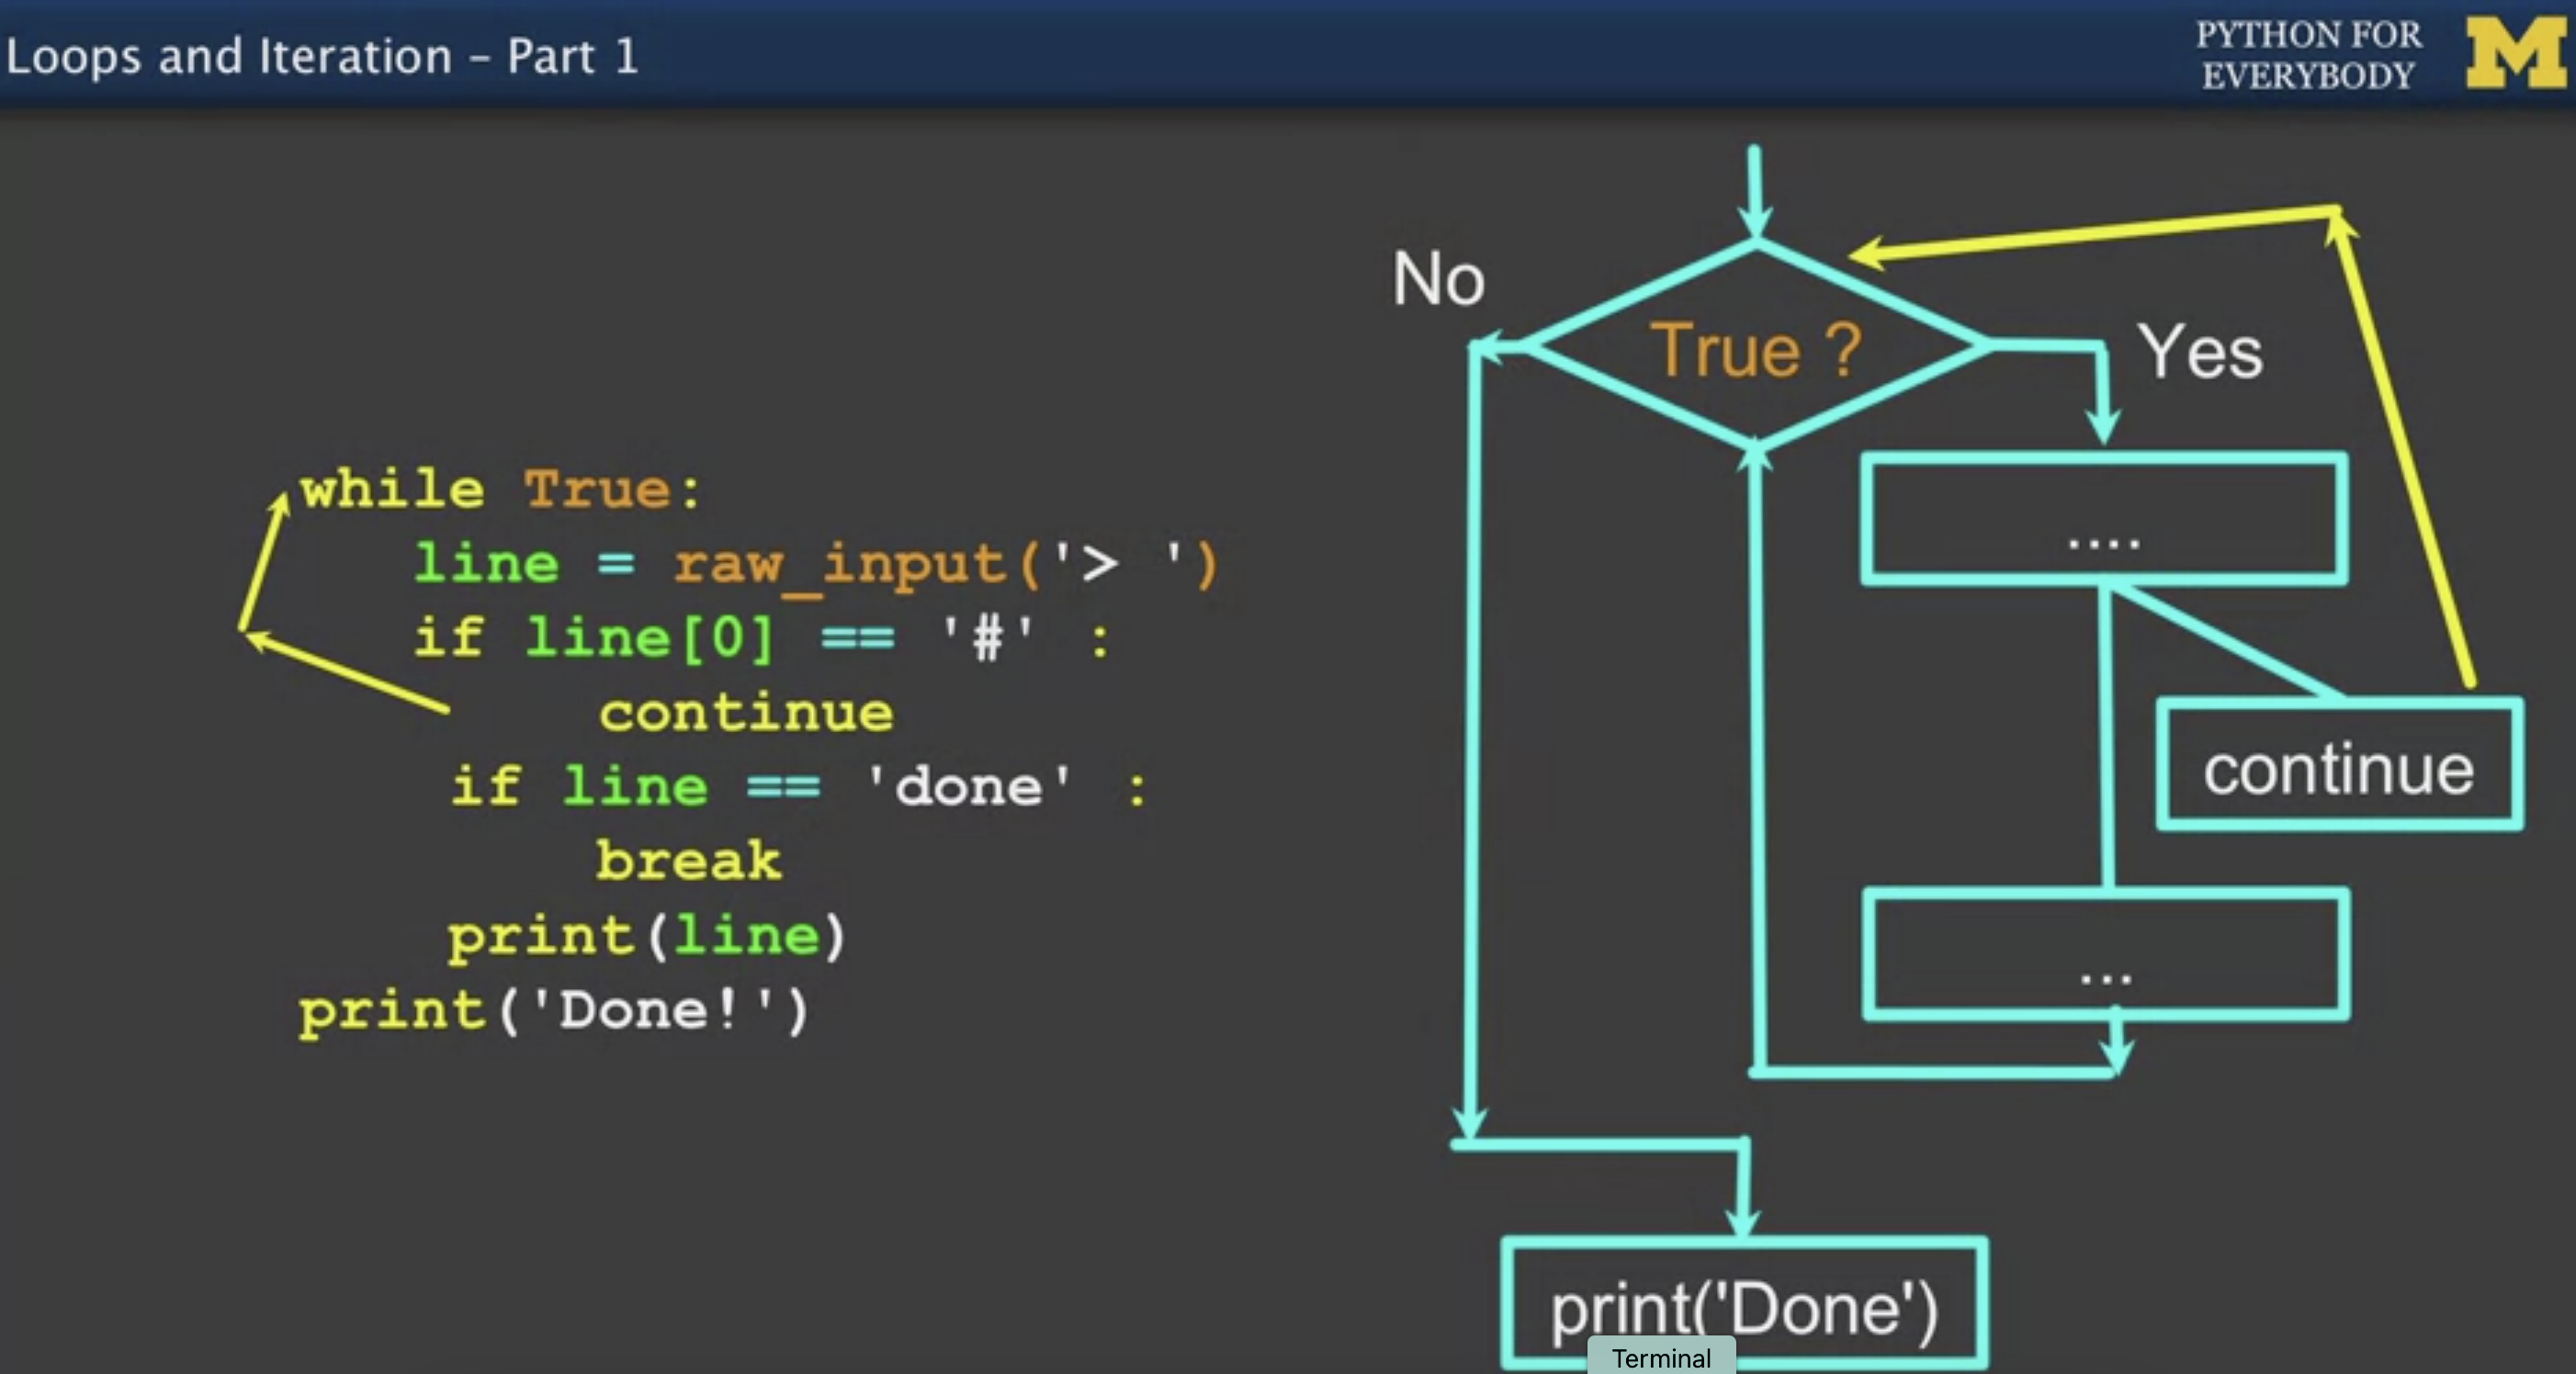 Loops and Iteration – Part 1
PYTHON FOR
EVERYBODY
M
while True:
line = raw_input('> ')
if line[0] == '#' :
continue
if line == 'done' :
break
print(line)
print('Done!')
No
True ?
Yes
....
continue
...
print('Done')
Terminal